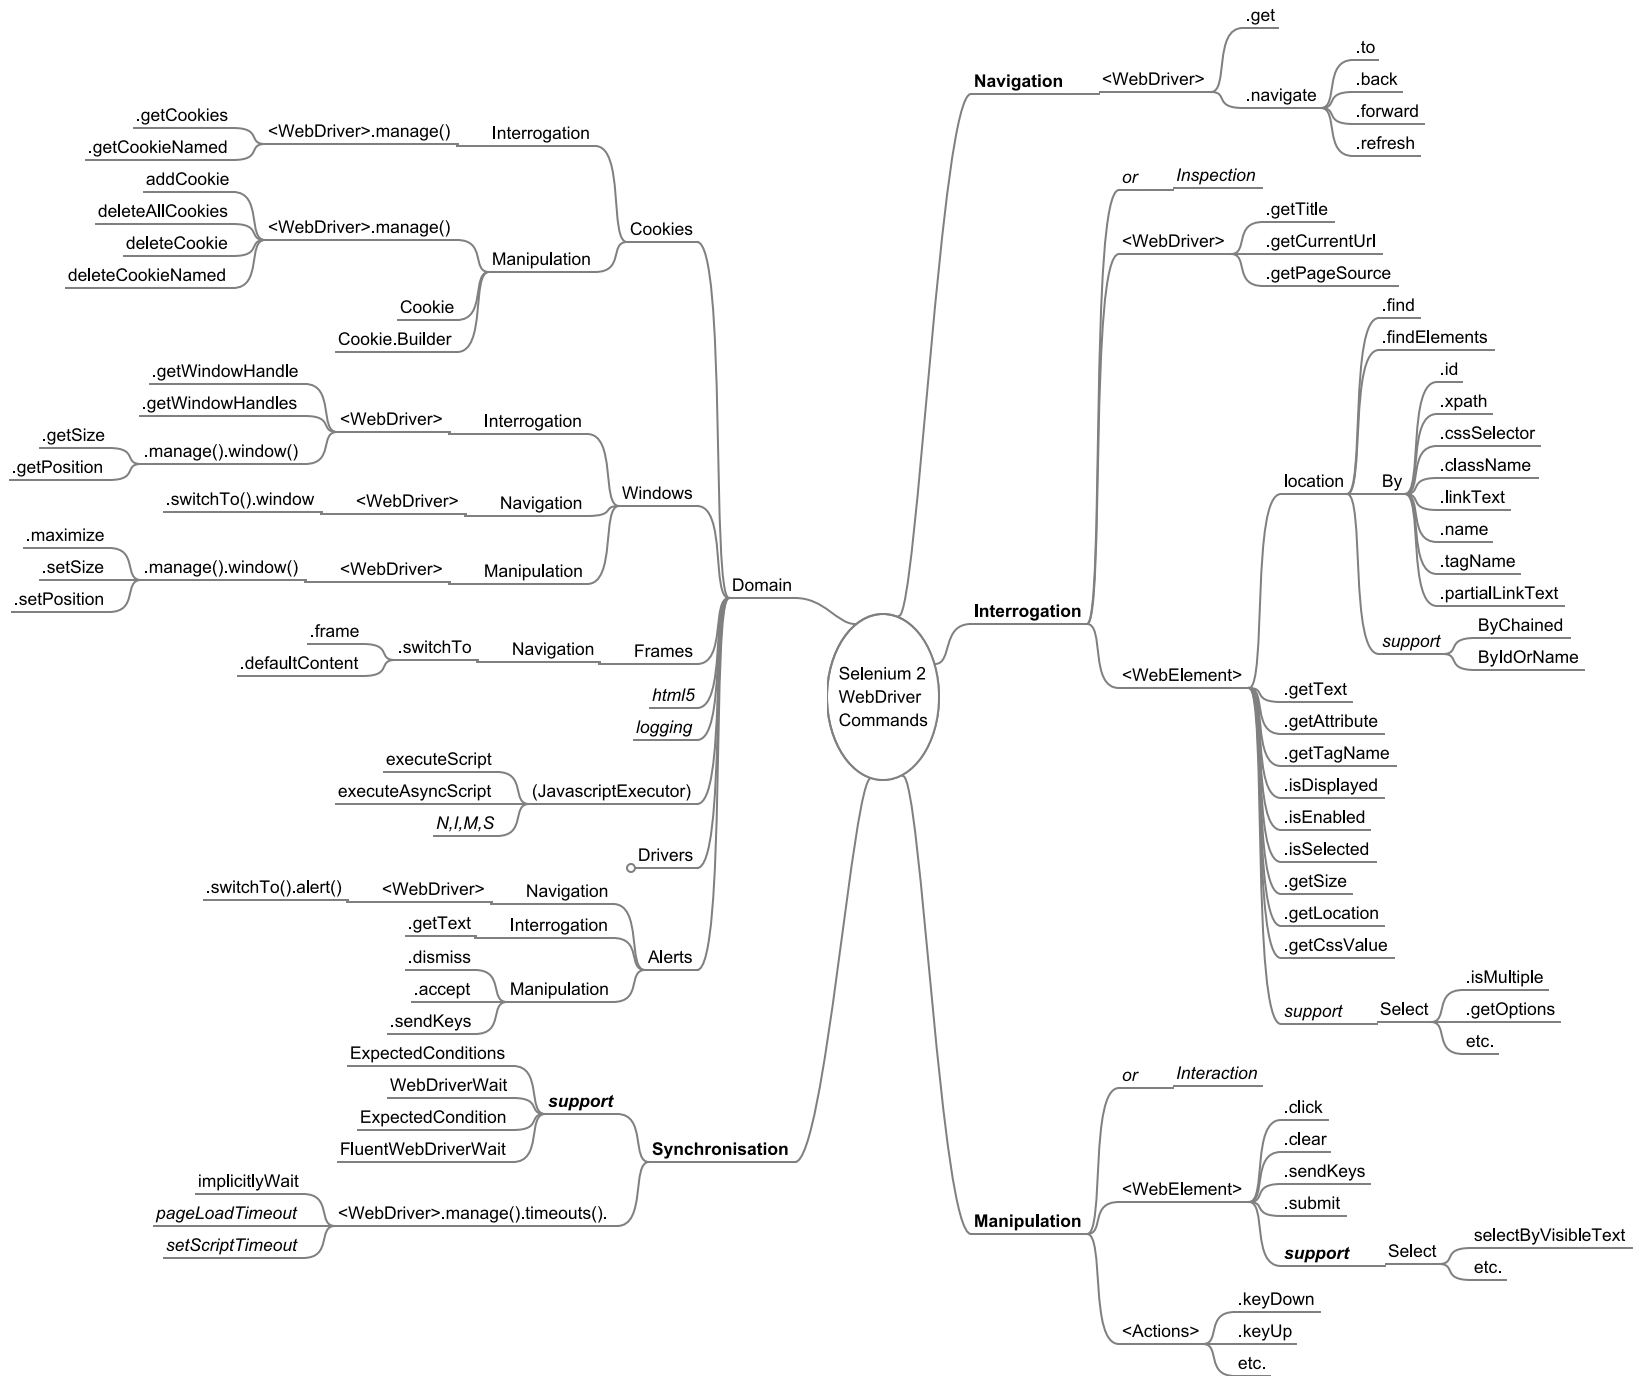 Selenium 2
WebDriver
Commands
Navigation
<WebDriver>
.get
.navigate
.to
.back
.forward
.refresh
Interrogation
or
Inspection
<WebDriver>
.getTitle
.getCurrentUrl
.getPageSource
<WebElement>
location
.find
.findElements
By
.id
.xpath
.cssSelector
.className
.linkText
.name
.tagName
.partialLinkText
support
ByChained
ByIdOrName
.getText
.getAttribute
.getTagName
.isDisplayed
.isEnabled
.isSelected
.getSize
.getLocation
.getCssValue
support
Select
.isMultiple
.getOptions
etc.
Manipulation
or
Interaction
<WebElement>
.click
.clear
.sendKeys
.submit
support
Select
selectByVisibleText
etc.
<Actions>
.keyDown
.keyUp
etc.
Domain
Cookies
Interrogation
<WebDriver>.manage()
.getCookies
.getCookieNamed
Manipulation
<WebDriver>.manage()
addCookie
deleteAllCookies
deleteCookie
deleteCookieNamed
Cookie
Cookie.Builder
Windows
Interrogation
<WebDriver>
.getWindowHandle
.getWindowHandles
.manage().window()
.getSize
.getPosition
Navigation
<WebDriver>
.switchTo().window
Manipulation
<WebDriver>
.manage().window()
.maximize
.setSize
.setPosition
Frames
Navigation
.switchTo
.frame
.defaultContent
html5
logging
(JavascriptExecutor)
executeScript
executeAsyncScript
N,I,M,S
Drivers
Alerts
Navigation
<WebDriver>
.switchTo().alert()
Interrogation
.getText
Manipulation
.dismiss
.accept
.sendKeys
Synchronisation
support
ExpectedConditions
WebDriverWait
ExpectedCondition
FluentWebDriverWait
<WebDriver>.manage().timeouts().
implicitlyWait
pageLoadTimeout
setScriptTimeout